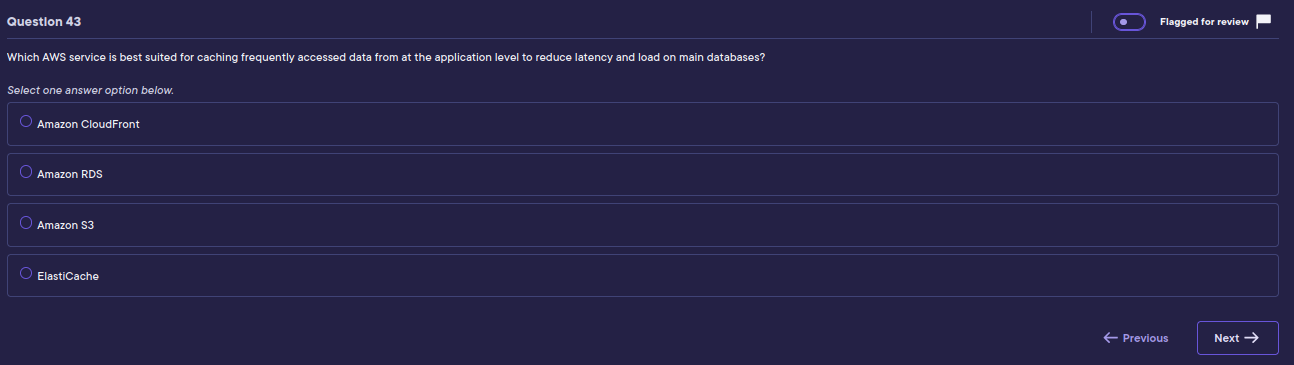 Question 43
Flagged for review
Which AWS service is best suited for caching frequently accessed data from at the application level to reduce latency and load on main databases?
Select one answer option below.
Amazon CloudFront
Amazon RDS
Amazon S3
ElastiCache
← Previous
Next →